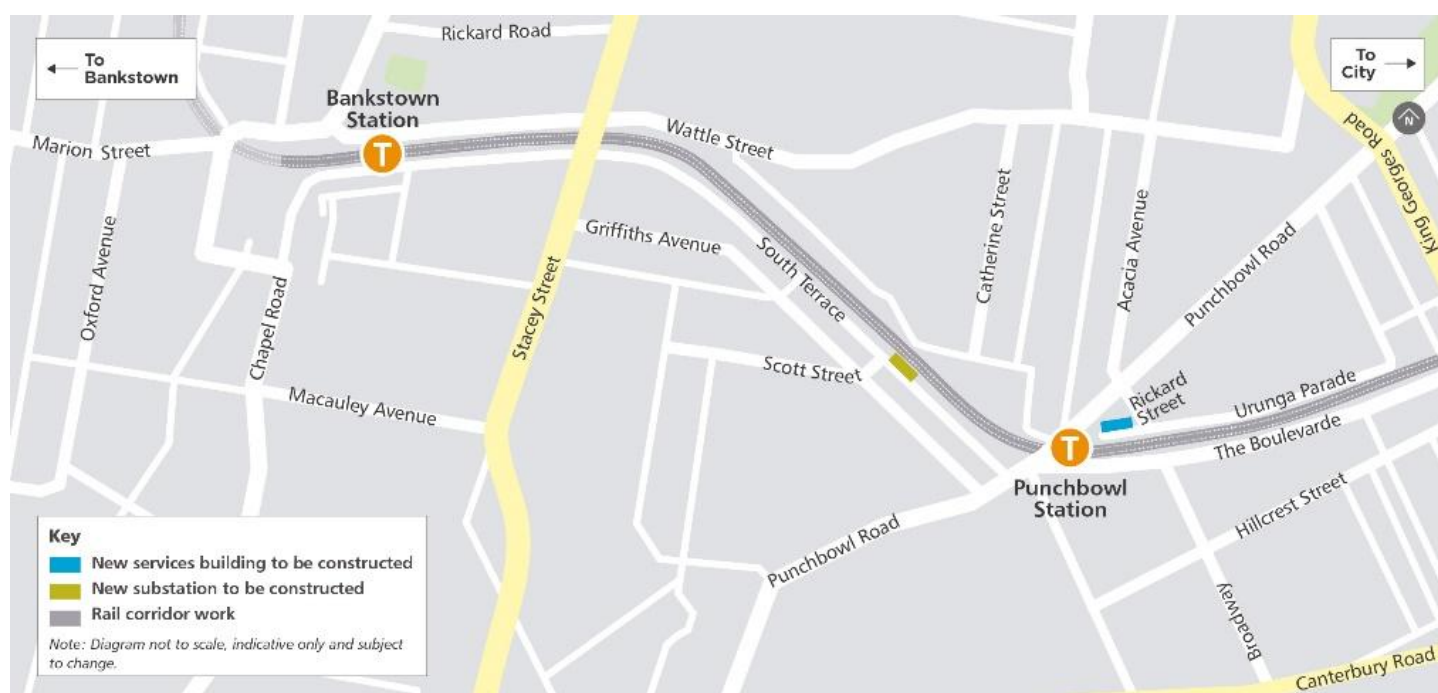 Rickard Road
To
Bankstown
To
City
Bankstown
Station
T
N
Marion Street
Wattle Street
King Georges Road
King
Oxford Avenue
Griffiths Avenue
South Terrace
Catherine Street
Acacia Avenue
Punchbowl Road
Chapel Road
Stacey Street
Scott Street
Macauley Avenue
Rickard
Street
Urunga Parade
The Boulevarde
T
Punchbowl
Station
Hillcrest Street
Punchbowl Road
Broadway
Canterbury Road
Key
New services building to be constructed
New substation to be constructed
Rail corridor work
Note: Diagram not to scale, indicative only and subject
to change.